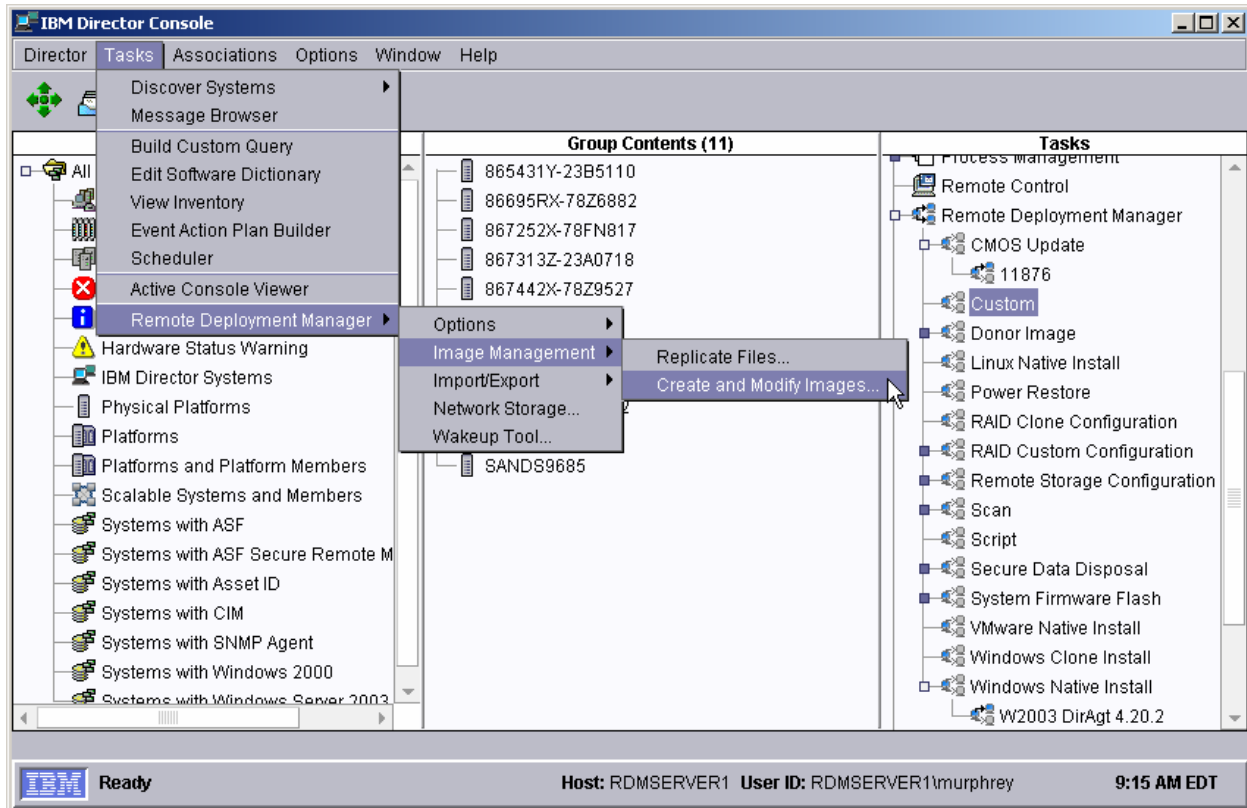 IBM Director Console
Director Tasks Associations Options Window Help
Discover Systems
Message Browser
Build Custom Query
Edit Software Dictionary
View Inventory
Event Action Plan Builder
Scheduler
Active Console Viewer
Remote Deployment Manager
Options
Image Management
Import/Export
Network Storage...
Wakeup Tool...
Replicate Files...
Create and Modify Images...
All
Hardware Status Warning
IBM Director Systems
Physical Platforms
Platforms
Platforms and Platform Members
Scalable Systems and Members
Systems with ASF
Systems with ASF Secure Remote M
Systems with Asset ID
Systems with CIM
Systems with SNMP Agent
Systems with Windows 2000
Systems with Windows Server 2003
Group Contents (11)
865431Y-23B5110
86695RX-78Z6882
867252X-78FN817
867313Z-23A0718
867442X-78Z9527
SANDS9685
Tasks
Process Management
Remote Control
Remote Deployment Manager
CMOS Update
11876
Custom
Donor Image
Linux Native Install
Power Restore
RAID Clone Configuration
RAID Custom Configuration
Remote Storage Configuration
Scan
Script
Secure Data Disposal
System Firmware Flash
VMware Native Install
Windows Clone Install
Windows Native Install
W2003 DirAgt 4.20.2
IBM Ready Host: RDMSERVER1 User ID: RDMSERVER1\murphrey 9:15 AM EDT